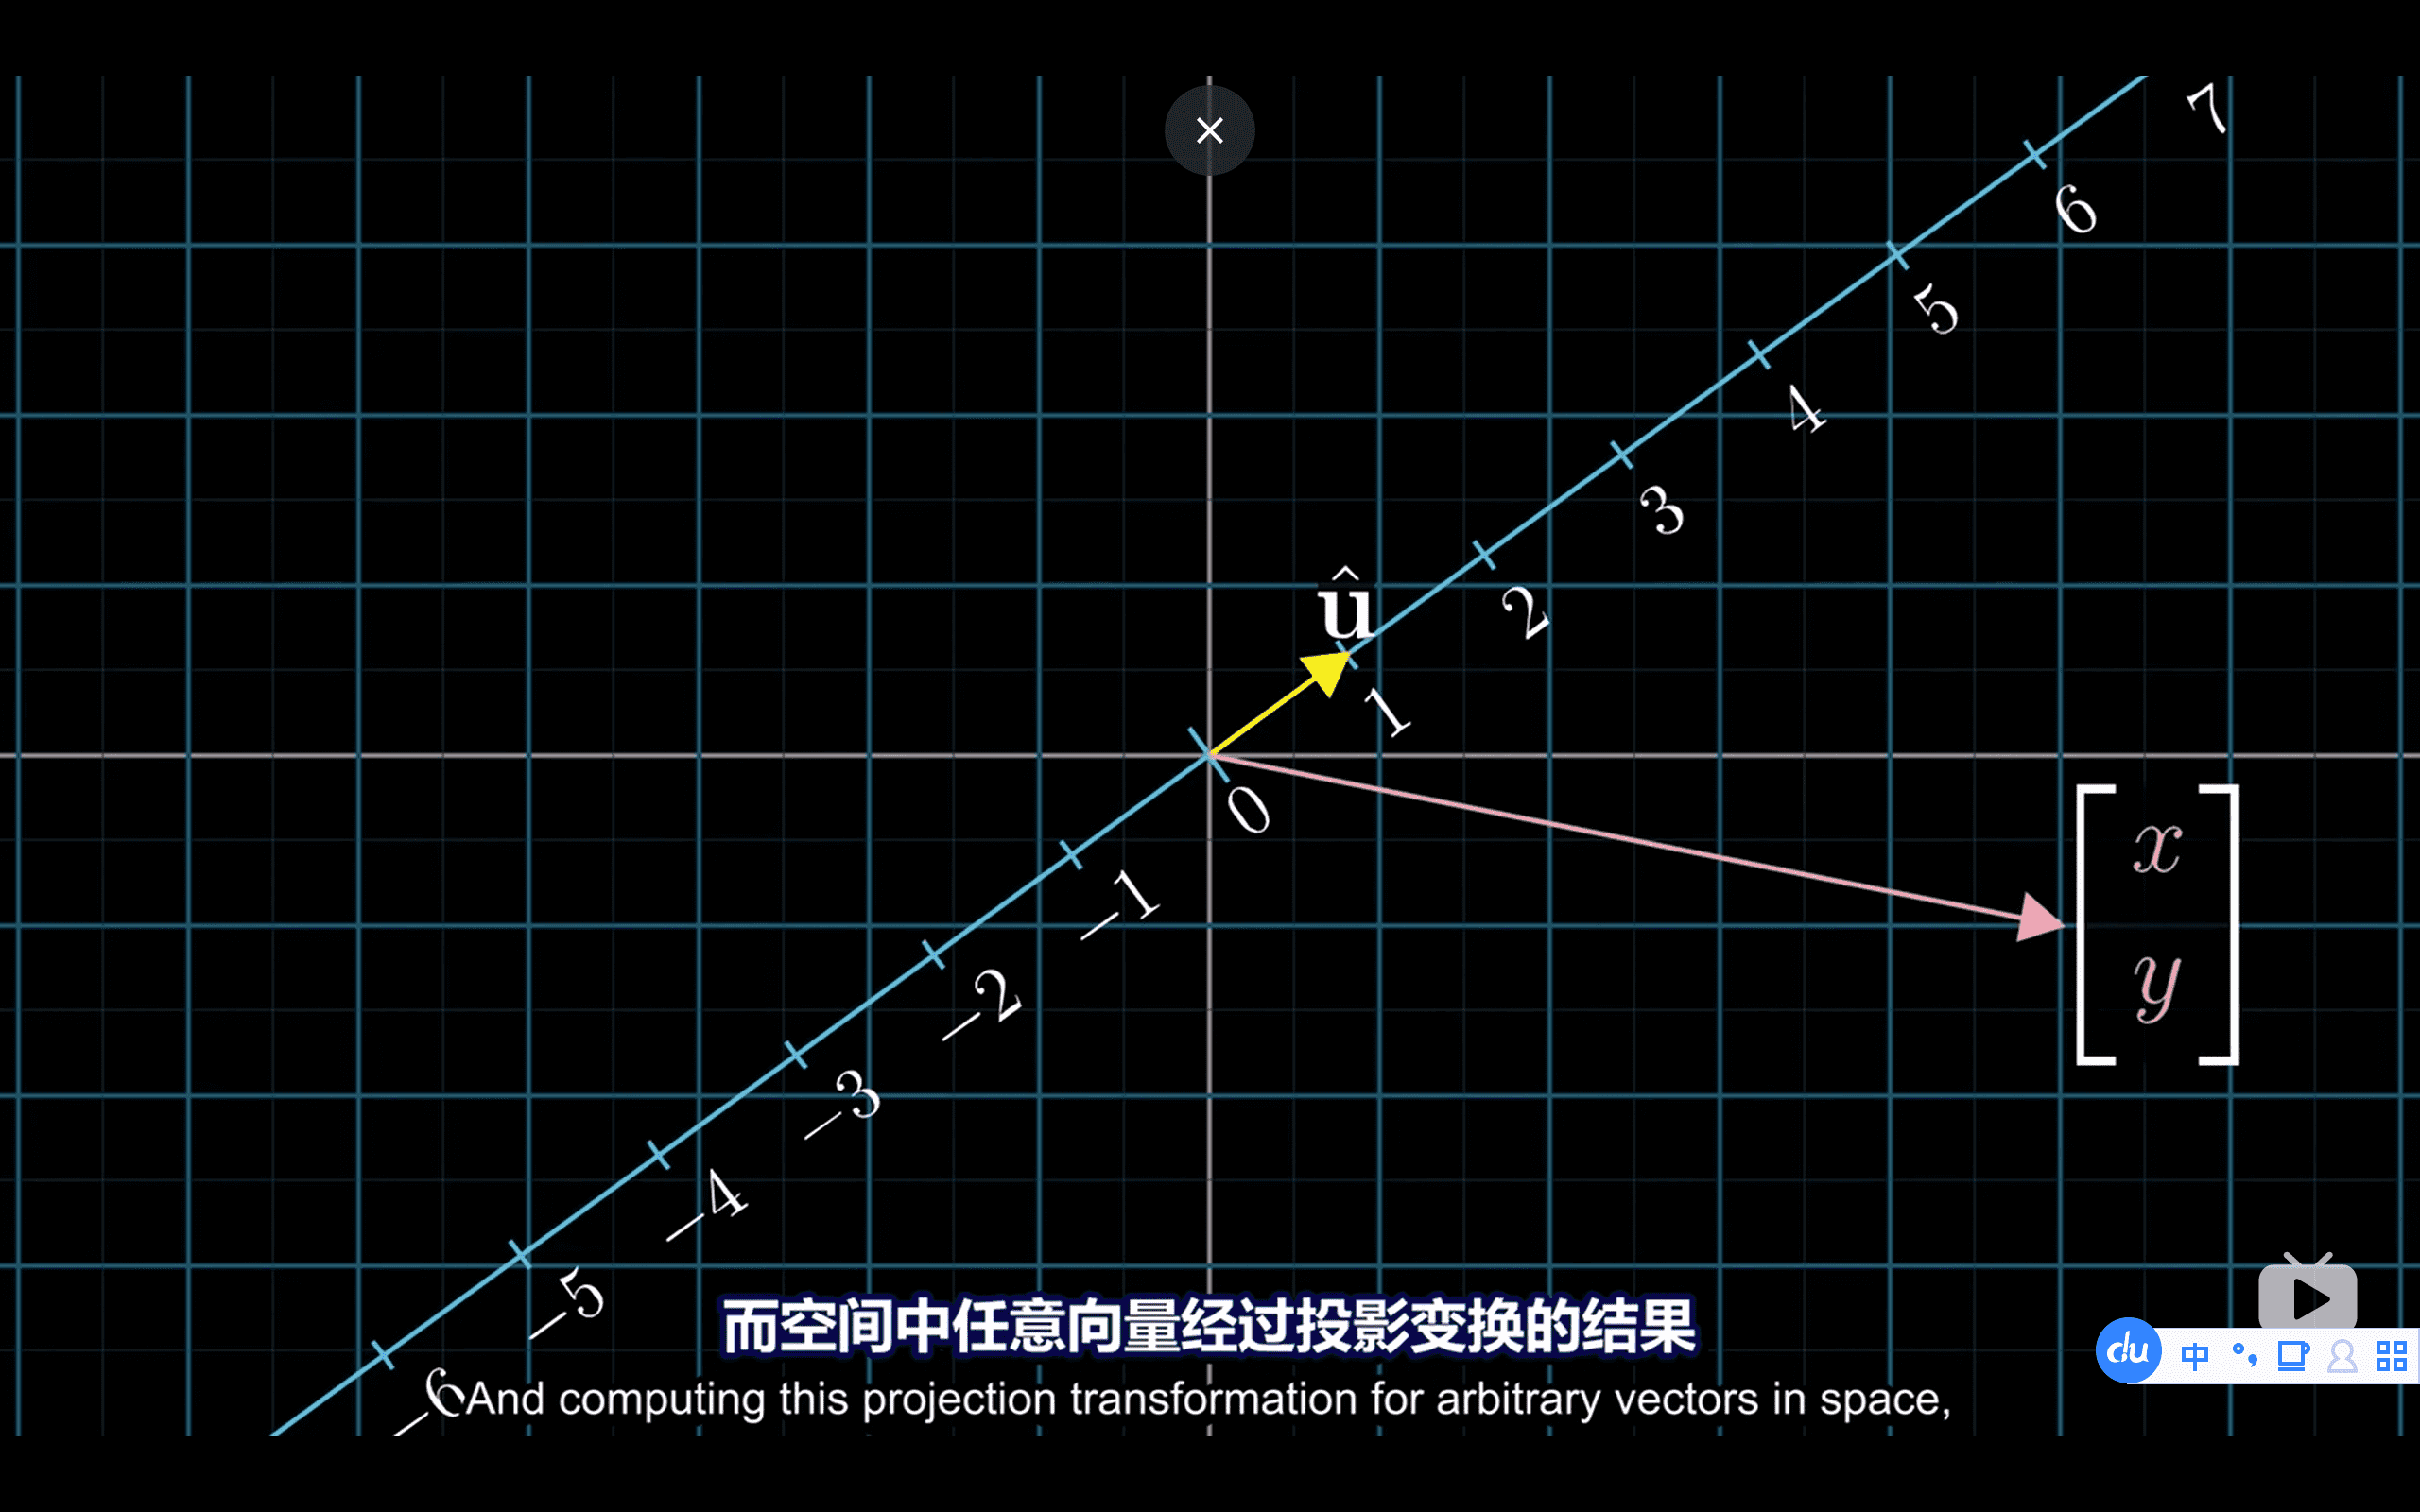 7
6
5
4
3
2
û
1
0
−1
x
y
−2
−3
−4
−5
−6
而空间中任意向量经过投影变换的结果
And computing this projection transformation for arbitrary vectors in space,
du 中 °,